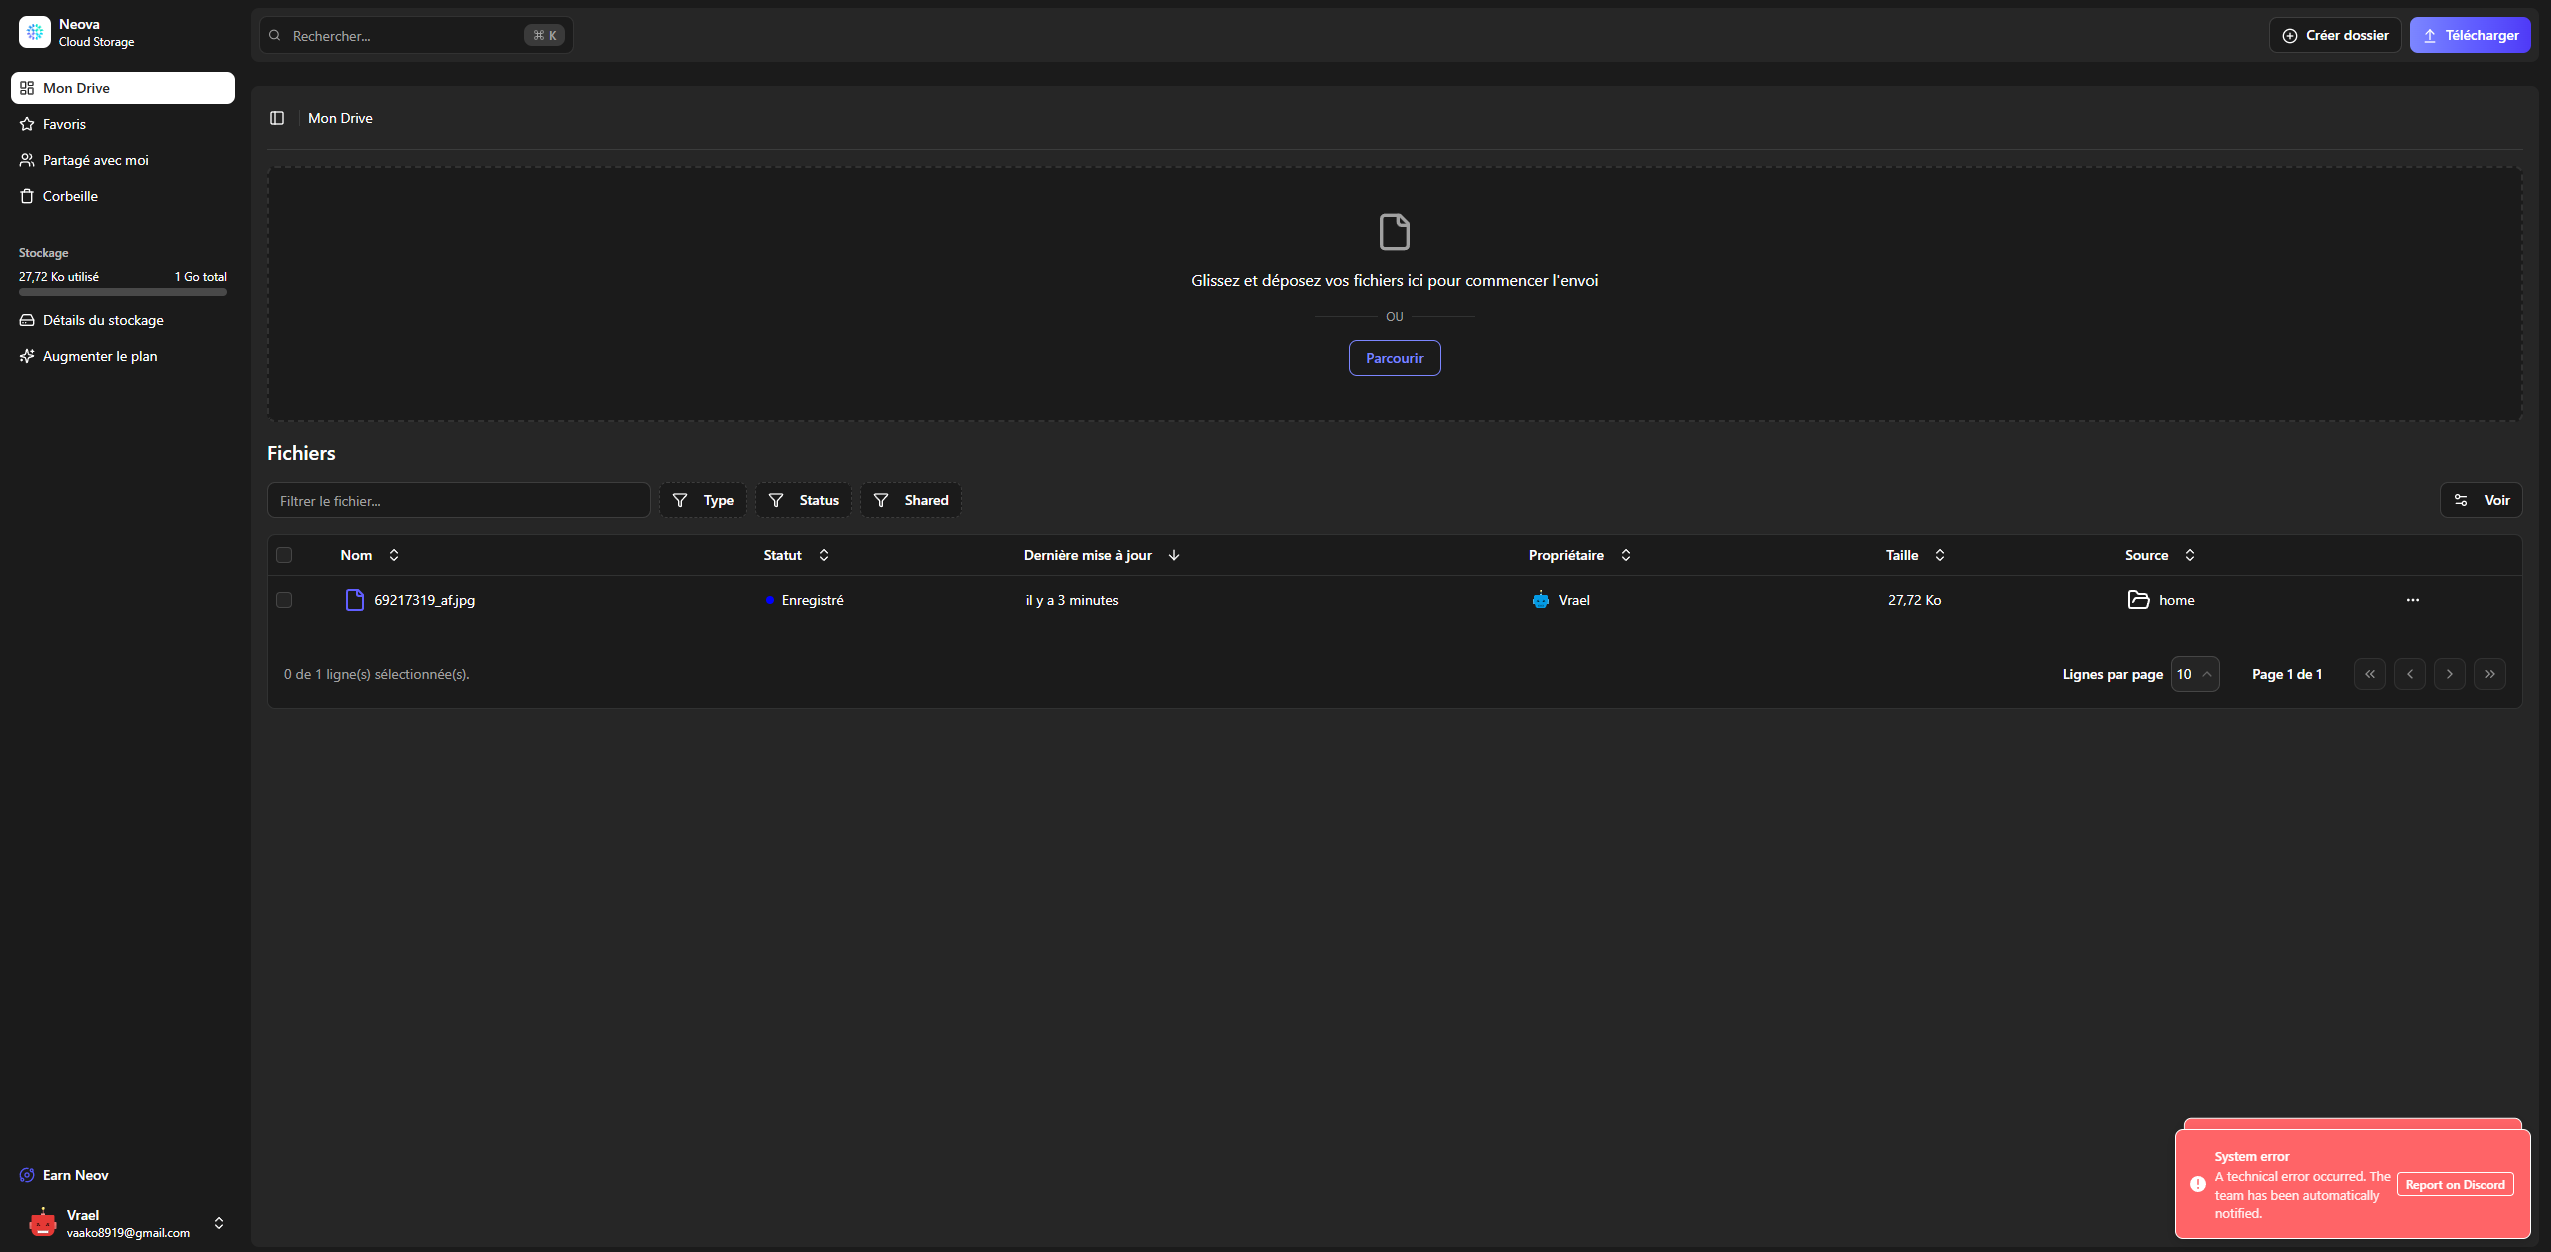 Neova
Cloud Storage
Rechercher...
⌘ K
Créer dossier
Télécharger
Mon Drive
Favoris
Partagé avec moi
Corbeille
Stockage
27,72 Ko utilisé
1 Go total
Détails du stockage
Augmenter le plan
Mon Drive
Glissez et déposez vos fichiers ici pour commencer l'envoi
OU
Parcourir
Fichiers
Filtrer le fichier...
Type
Status
Shared
Voir
Nom
Statut
Dernière mise à jour
Propriétaire
Taille
Source
69217319_af.jpg
Enregistré
il y a 3 minutes
Vrael
27,72 Ko
home
0 de 1 ligne(s) sélectionnée(s).
Lignes par page
10
Page 1 de 1
Earn Neov
Vrael
vaako8919@gmail.com
System error
A technical error occurred. The
team has been automatically
notified.
Report on Discord